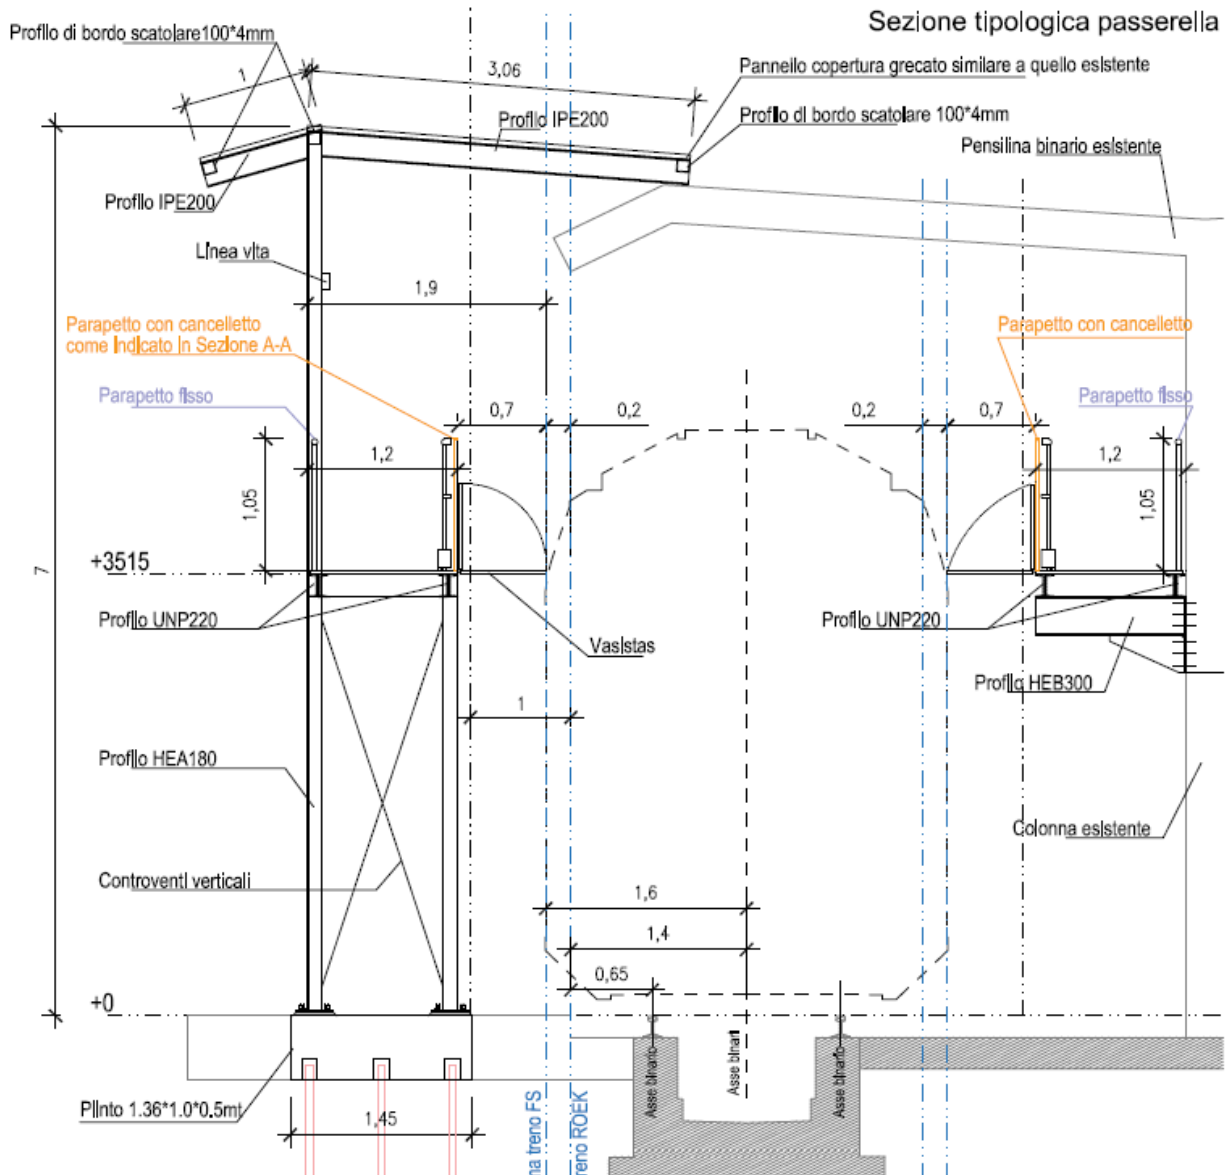 Sezione tipologica passerella
Profilo di bordo scatolare100*4mm
1
3,06
Pannello copertura grecato similare a quello esistente
Profilo IPE200
Profilo di bordo scatolare 100*4mm
Pensilina binario esistente
Profilo IPE200
Linea vita
1,9
Parapetto con cancelletto
come indicato in Sezione A-A
Parapetto con cancelletto
Parapetto fisso
Parapetto fisso
0,7
0,2
0,2
0,7
1,2
1,2
1,05
1,05
+3515
7
Profilo UNP220
Profilo UNP220
Vasistas
Profilo HEB300
1
Profilo HEA180
Colonna esistente
Controventi verticali
1,6
1,4
0,65
+0
Asse binario
Asse binari
Asse binario
Plinto 1.36*1.0*0.5mt
1,45
treno FS
ROEK